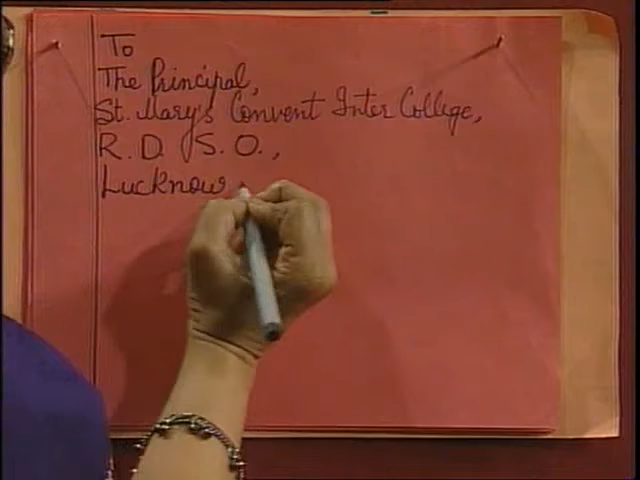 To
The Principal,
St. Mary's Convent Inter College,
R. D. S. O.,
Lucknow